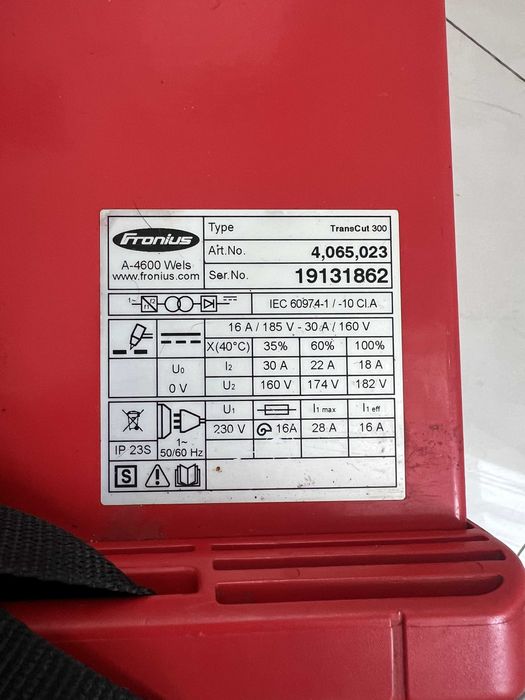 Fronius
A-4600 Wels
www.fronius.com
Type TransCut 300
Art.No. 4,065,023
Ser.No. 19131862
1~
IEC 60974-1 / -10 Cl.A
16 A / 185 V - 30 A / 160 V
X(40°C) 35% 60% 100%
U0 I2 30 A 22 A 18 A
0 V U2 160 V 174 V 182 V
U1 I1 max I1 eff
230 V 16A 28 A 16 A
IP 23S
1~
50/60 Hz
S